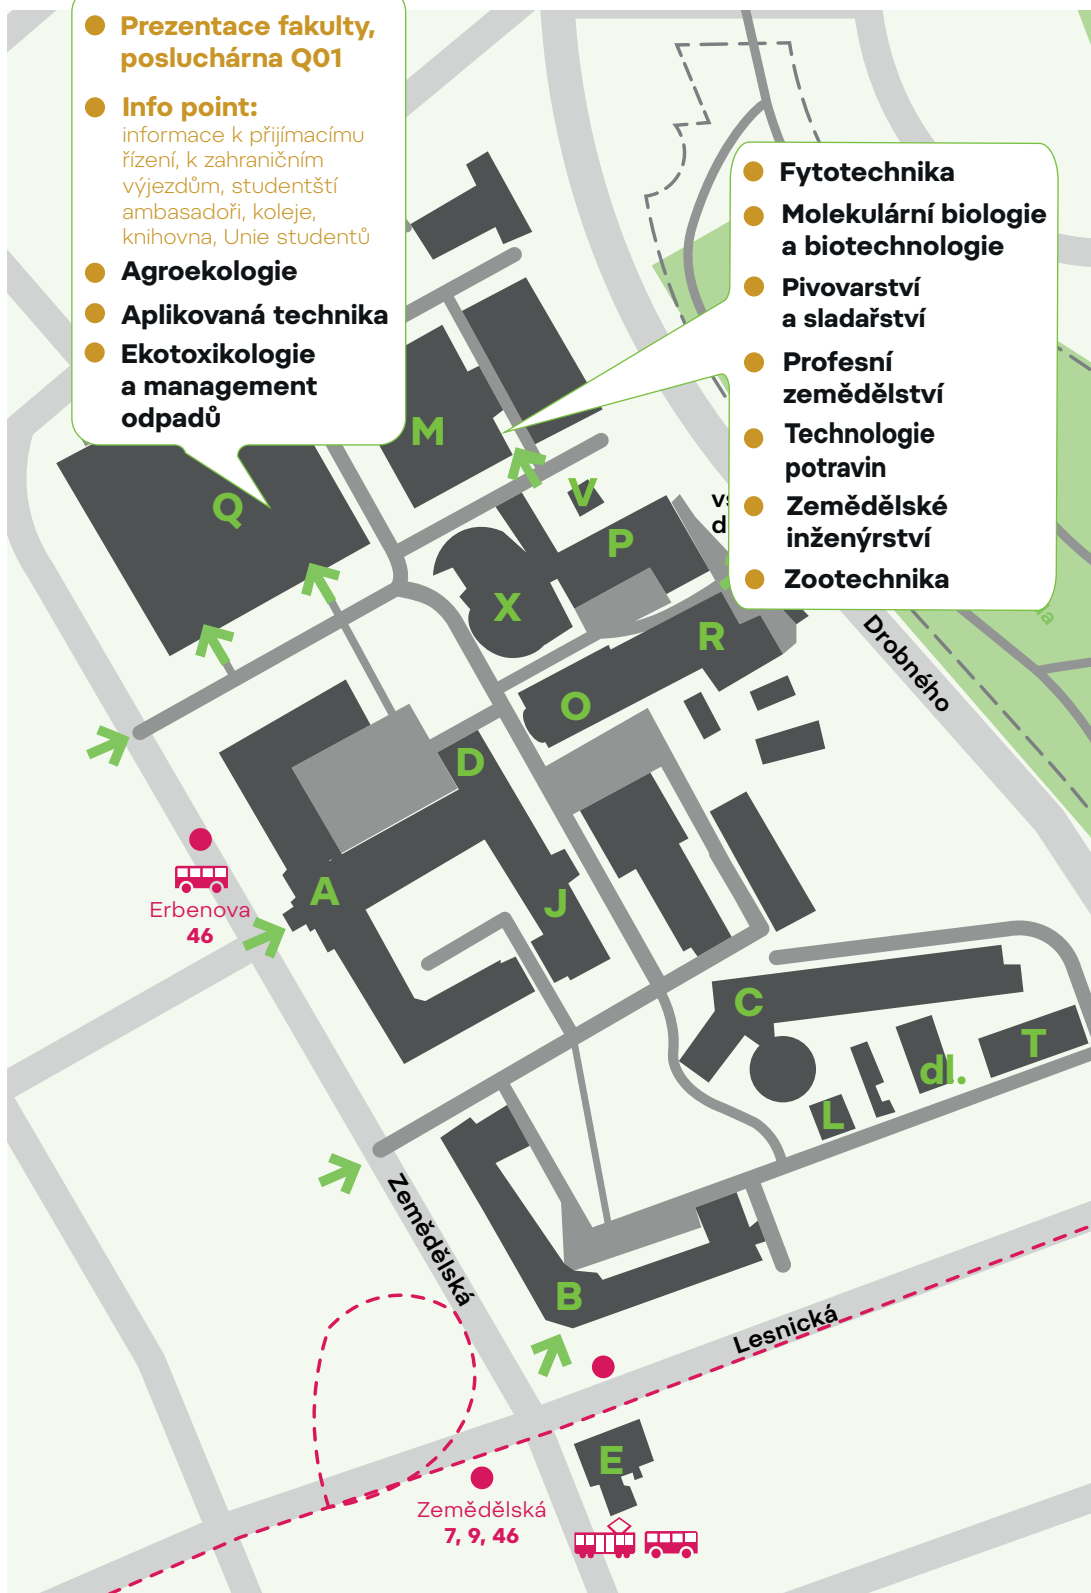 Prezentace fakulty,
posluchárna Q01
Info point:
informace k přijímacímu
řízení, k zahraničním
výjezdům, studentští
ambasadoři, koleje,
knihovna, Unie studentů
Agroekologie
Aplikovaná technika
Ekotoxikologie
a management
odpadů
Fytotechnika
Molekulární biologie
a biotechnologie
Pivovarství
a sladařství
Profesní
zemědělství
Technologie
potravin
Zemědělské
inženýrství
Zootechnika
M
Q
V
P
X
R
O
D
A
J
C
T
dl.
L
B
E
Drobného
Erbenova
46
Zemědělská
Lesnická
Zemědělská
7, 9, 46